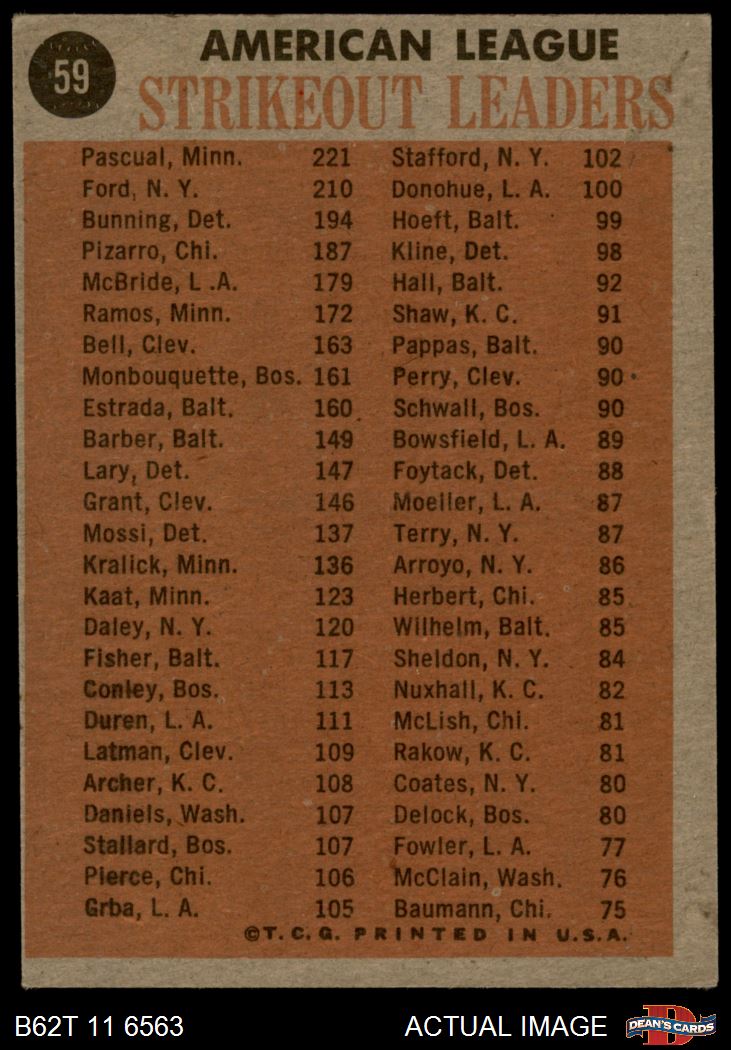 59
AMERICAN LEAGUE
STRIKEOUT LEADERS
Pascual, Minn. 221
Ford, N. Y. 210
Bunning, Det. 194
Pizarro, Chi. 187
McBride, L .A. 179
Ramos, Minn. 172
Bell, Clev. 163
Monbouquette, Bos. 161
Estrada, Balt. 160
Barber, Balt. 149
Lary, Det. 147
Grant, Clev. 146
Mossi, Det. 137
Kralick, Minn. 136
Kaat, Minn. 123
Daley, N. Y. 120
Fisher, Balt. 117
Conley, Bos. 113
Duren, L. A. 111
Latman, Clev. 109
Archer, K. C. 108
Daniels, Wash. 107
Stallard, Bos. 107
Pierce, Chi. 106
Grba, L. A. 105
Stafford, N. Y. 102
Donohue, L. A. 100
Hoeft, Balt. 99
Kline, Det. 98
Hall, Balt. 92
Shaw, K. C. 91
Pappas, Balt. 90
Perry, Clev. 90
Schwall, Bos. 90
Bowsfield, L. A. 89
Foytack, Det. 88
Moeller, L. A. 87
Terry, N. Y. 87
Arroyo, N. Y. 86
Herbert, Chi. 85
Wilhelm, Balt. 85
Sheldon, N. Y. 84
Nuxhall, K. C. 82
McLish, Chi. 81
Rakow, K. C. 81
Coates, N. Y. 80
Delock, Bos. 80
Fowler, L. A. 77
McClain, Wash. 76
Baumann, Chi. 75
©T. C. G. PRINTED IN U.S.A.
B62T 11 6563 ACTUAL IMAGE
D
DEAN'S CARDS